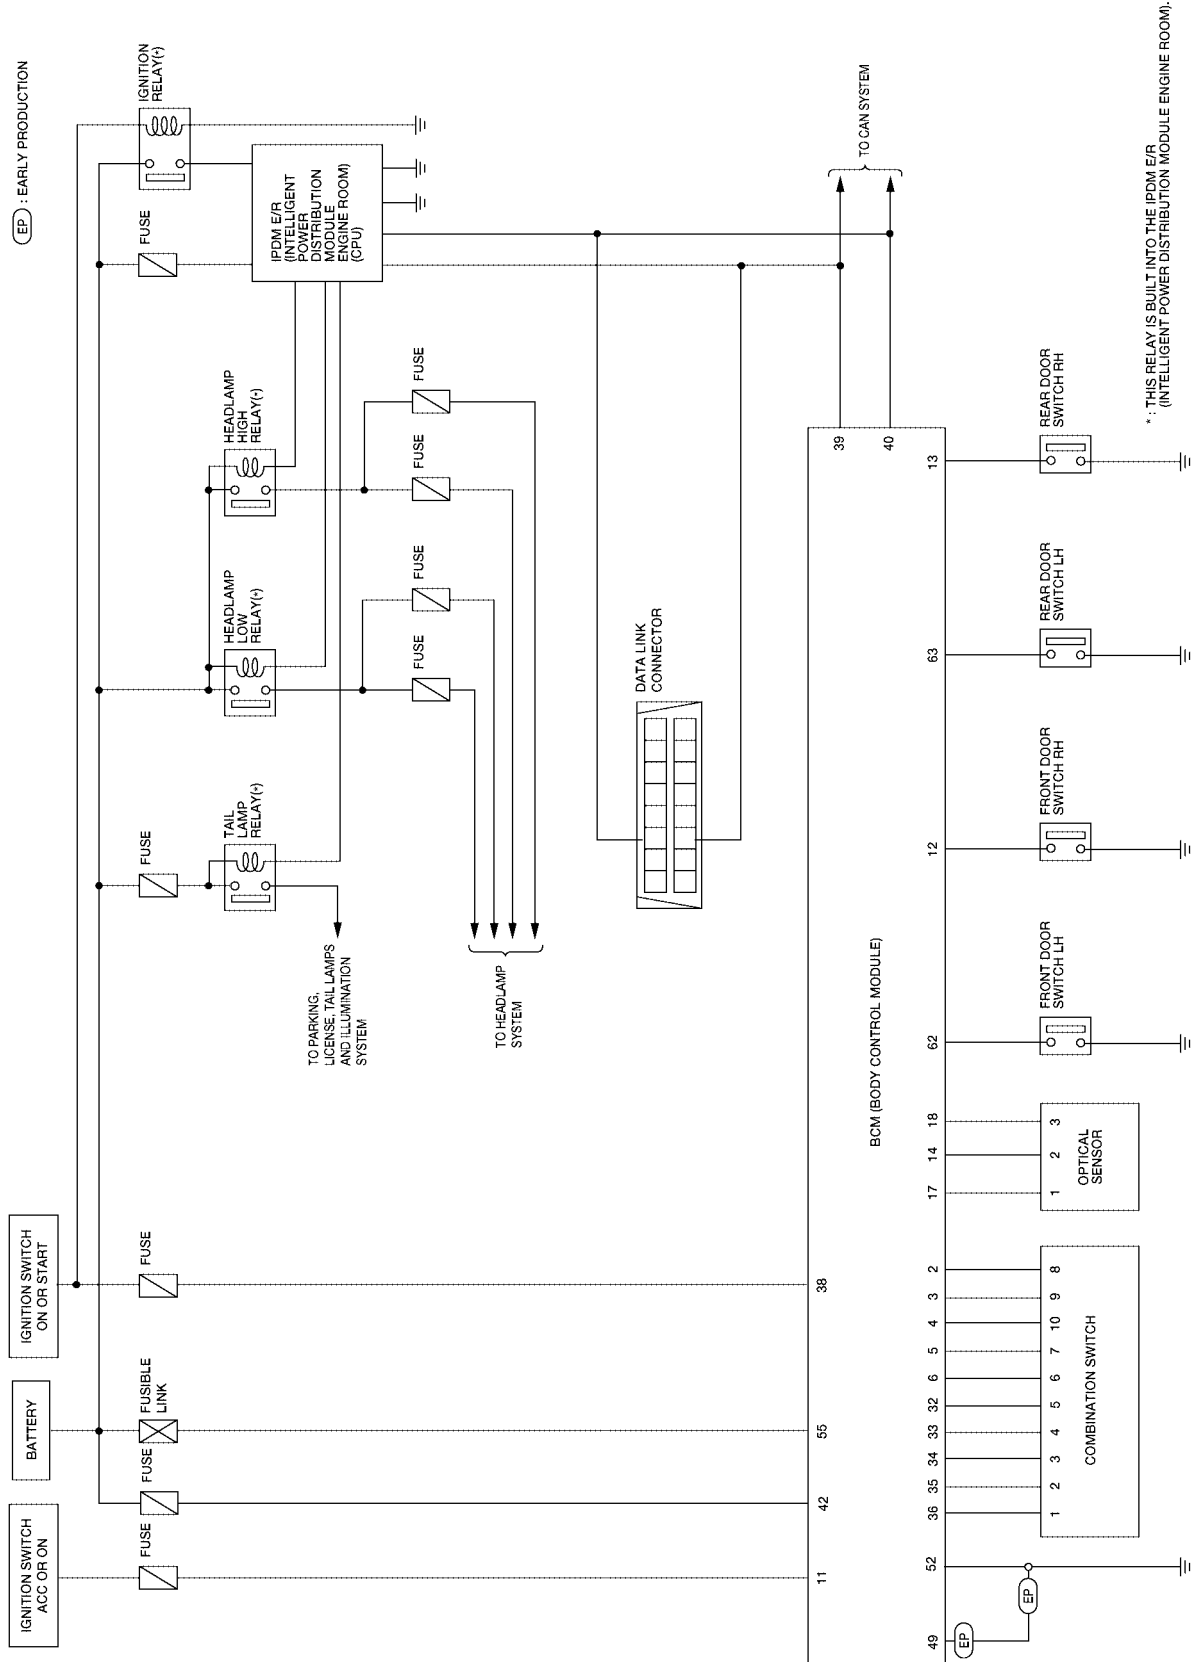 IGNITION SWITCH
ACC OR ON
BATTERY
IGNITION SWITCH
ON OR START
EP : EARLY PRODUCTION
FUSE
FUSE
FUSIBLE
LINK
FUSE
FUSE
FUSE
IGNITION
RELAY(*)
TAIL
LAMP
RELAY(*)
HEADLAMP
LOW
RELAY(*)
HEADLAMP
HIGH
RELAY(*)
IPDM E/R
(INTELLIGENT
POWER
DISTRIBUTION
MODULE
ENGINE ROOM)
(CPU)
TO PARKING,
LICENSE, TAIL LAMPS
AND ILLUMINATION
SYSTEM
FUSE
FUSE
FUSE
FUSE
TO HEADLAMP
SYSTEM
DATA LINK
CONNECTOR
TO CAN SYSTEM
11
42
55
38
39
40
BCM (BODY CONTROL MODULE)
49
52
36
35
34
33
32
6
5
4
3
2
17
14
18
62
12
63
13
EP
EP
1
2
3
4
5
6
7
10
9
8
COMBINATION SWITCH
1
2
3
OPTICAL
SENSOR
FRONT DOOR
SWITCH LH
FRONT DOOR
SWITCH RH
REAR DOOR
SWITCH LH
REAR DOOR
SWITCH RH
* : THIS RELAY IS BUILT INTO THE IPDM E/R
(INTELLIGENT POWER DISTRIBUTION MODULE ENGINE ROOM).